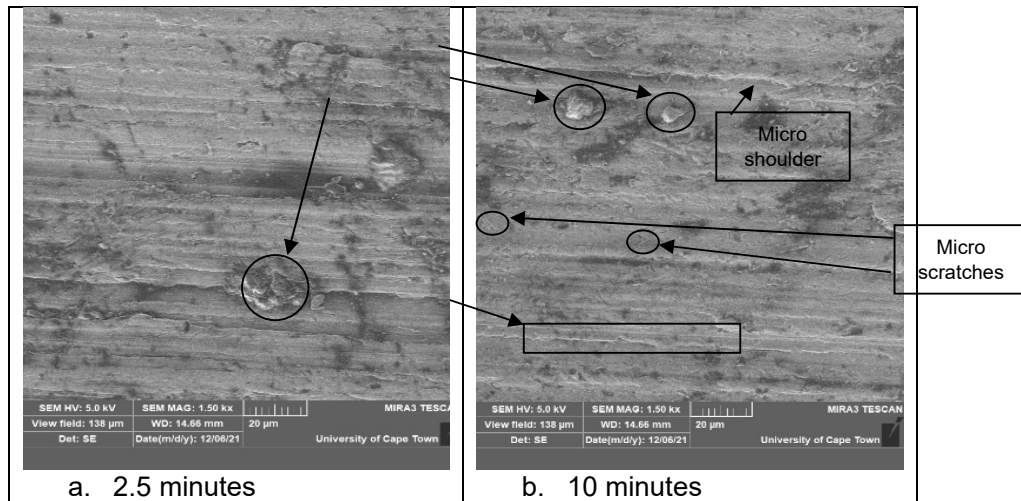 Micro
shoulder
Micro
scratches
SEM HV: 5.0 kV SEM MAG: 1.50 kx MIRA3 TESCAN
View field: 138 µm WD: 14.66 mm 20 µm
Det: SE Date(m/d/y): 12/06/21 University of Cape Town
SEM HV: 5.0 kV SEM MAG: 1.50 kx MIRA3 TESCAN
View field: 138 µm WD: 14.66 mm 20 µm
Det: SE Date(m/d/y): 12/06/21 University of Cape Town
a. 2.5 minutes
b. 10 minutes